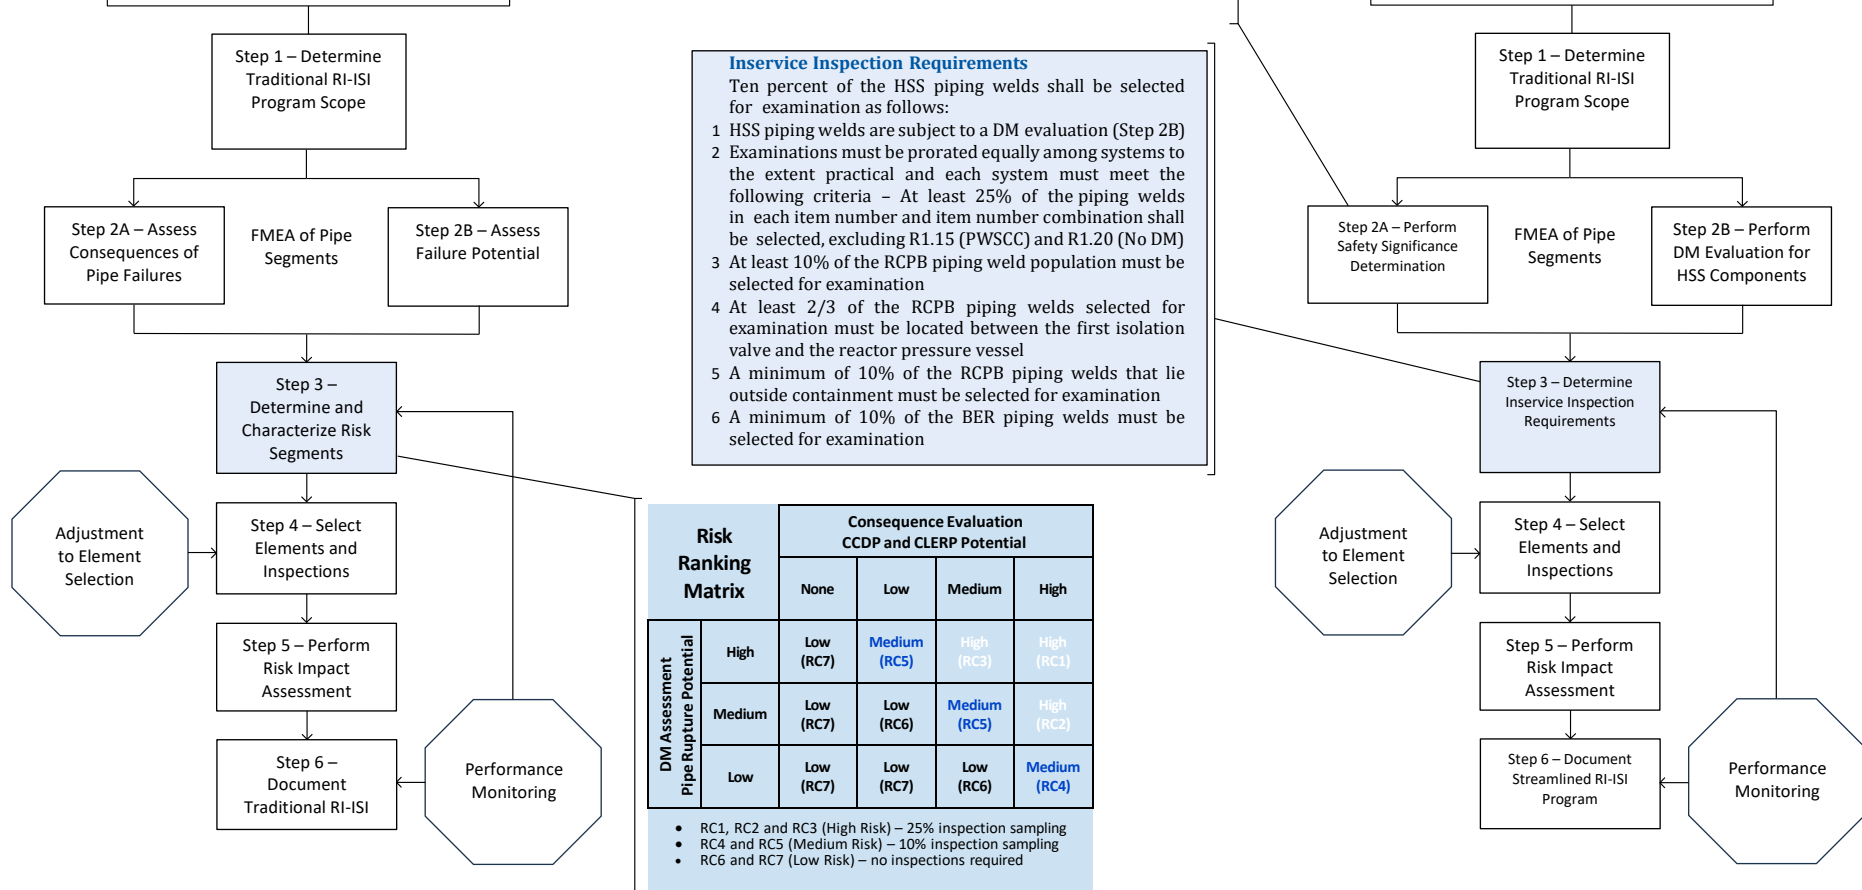 Step 1 – Determine
Traditional RI-ISI
Program Scope
Step 2A – Assess
Consequences of
Pipe Failures
FMEA of Pipe
Segments
Step 2B – Assess
Failure Potential
Step 3 –
Determine and
Characterize Risk
Segments
Adjustment
to Element
Selection
Step 4 – Select
Elements and
Inspections
Step 5 – Perform
Risk Impact
Assessment
Step 6 –
Document
Traditional RI-ISI
Performance
Monitoring
Inservice Inspection Requirements
Ten percent of the HSS piping welds shall be selected
for examination as follows:
1 HSS piping welds are subject to a DM evaluation (Step 2B)
2 Examinations must be prorated equally among systems to
the extent practical and each system must meet the
following criteria – At least 25% of the piping welds
in each item number and item number combination shall
be selected, excluding R1.15 (PWSCC) and R1.20 (No DM)
3 At least 10% of the RCPB piping weld population must be
selected for examination
4 At least 2/3 of the RCPB piping welds selected for
examination must be located between the first isolation
valve and the reactor pressure vessel
5 A minimum of 10% of the RCPB piping welds that lie
outside containment must be selected for examination
6 A minimum of 10% of the BER piping welds must be
selected for examination
Risk
Ranking
Matrix
Consequence Evaluation
CCDP and CLERP Potential
None Low Medium High
DM Assessment
Pipe Rupture Potential
High
Low
(RC7)
Medium
(RC5)
High
(RC3)
High
(RC1)
Medium
Low
(RC7)
Low
(RC6)
Medium
(RC5)
High
(RC2)
Low
Low
(RC7)
Low
(RC7)
Low
(RC6)
Medium
(RC4)
• RC1, RC2 and RC3 (High Risk) – 25% inspection sampling
• RC4 and RC5 (Medium Risk) – 10% inspection sampling
• RC6 and RC7 (Low Risk) – no inspections required
Step 1 – Determine
Traditional RI-ISI
Program Scope
Step 2A – Perform
Safety Significance
Determination
FMEA of Pipe
Segments
Step 2B – Perform
DM Evaluation for
HSS Components
Step 3 – Determine
Inservice Inspection
Requirements
Adjustment
to Element
Selection
Step 4 – Select
Elements and
Inspections
Step 5 – Perform
Risk Impact
Assessment
Step 6 – Document
Streamlined RI-ISI
Program
Performance
Monitoring